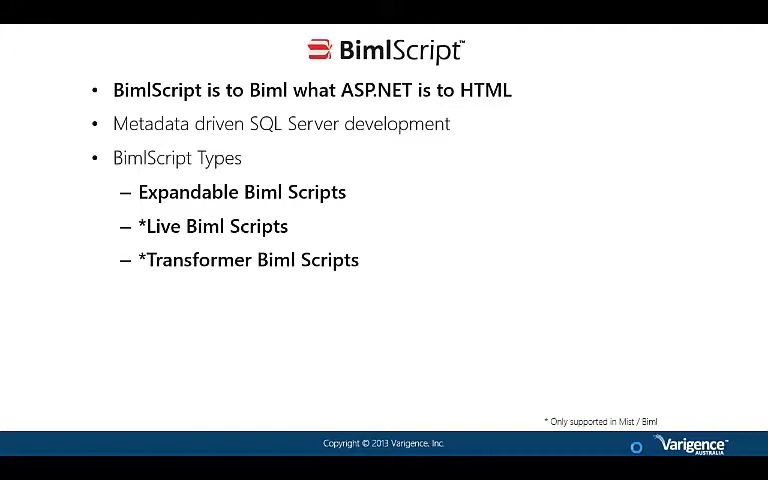 BimlScript™
• BimlScript is to Biml what ASP.NET is to HTML
• Metadata driven SQL Server development
• BimlScript Types
– Expandable Biml Scripts
– *Live Biml Scripts
– *Transformer Biml Scripts
* Only supported in Mist / Biml
Copyright © 2013 Varigence, Inc.
Varigence™
AUSTRALIA